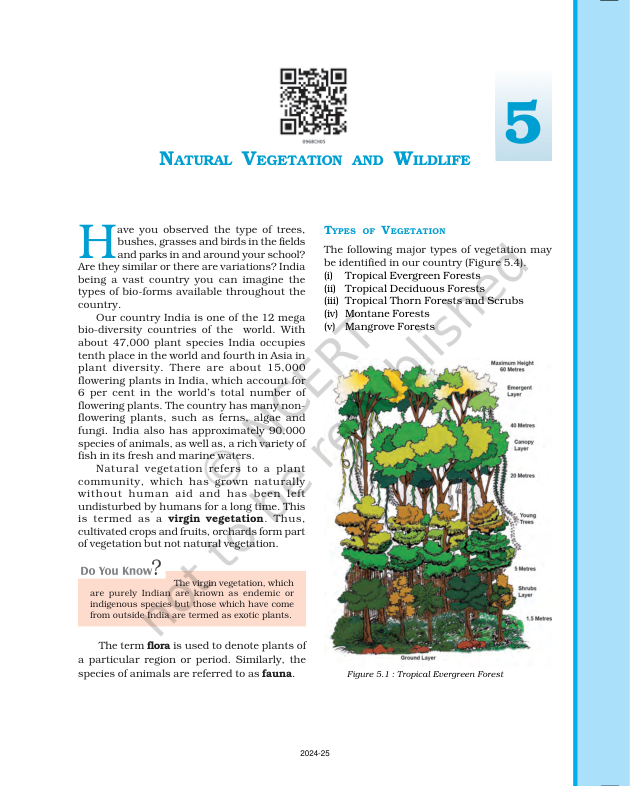 0968CH05
5
NATURAL VEGETATION AND WILDLIFE
Have you observed the type of trees,
bushes, grasses and birds in the fields
and parks in and around your school?
Are they similar or there are variations? India
being a vast country you can imagine the
types of bio-forms available throughout the
country.
Our country India is one of the 12 mega
bio-diversity countries of the world. With
about 47,000 plant species India occupies
tenth place in the world and fourth in Asia in
plant diversity. There are about 15,000
flowering plants in India, which account for
6 per cent in the world's total number of
flowering plants. The country has many non-
flowering plants, such as ferns, algae and
fungi. India also has approximately 90,000
species of animals, as well as, a rich variety of
fish in its fresh and marine waters.
Natural vegetation refers to a plant
community, which has grown naturally
without human aid and has been left
undisturbed by humans for a long time. This
is termed as a virgin vegetation. Thus,
cultivated crops and fruits, orchards form part
of vegetation but not natural vegetation.
Do You Know?
The virgin vegetation, which
are purely Indian are known as endemic or
indigenous species but those which have come
from outside India are termed as exotic plants.
The term flora is used to denote plants of
a particular region or period. Similarly, the
species of animals are referred to as fauna.
TYPES OF VEGETATION
The following major types of vegetation may
be identified in our country (Figure 5.4).
(i) Tropical Evergreen Forests
(ii) Tropical Deciduous Forests
(iii) Tropical Thorn Forests and Scrubs
(iv) Montane Forests
(v) Mangrove Forests
Maximum Height
60 Metres
Emergent
Layer
40 Metres
Canopy
Layer
20 Metres
Young
Trees
5 Metres
Shrubs
Layer
1.5 Metres
Ground Layer
Figure 5.1 : Tropical Evergreen Forest
© NCERT
not to be republished
2024-25